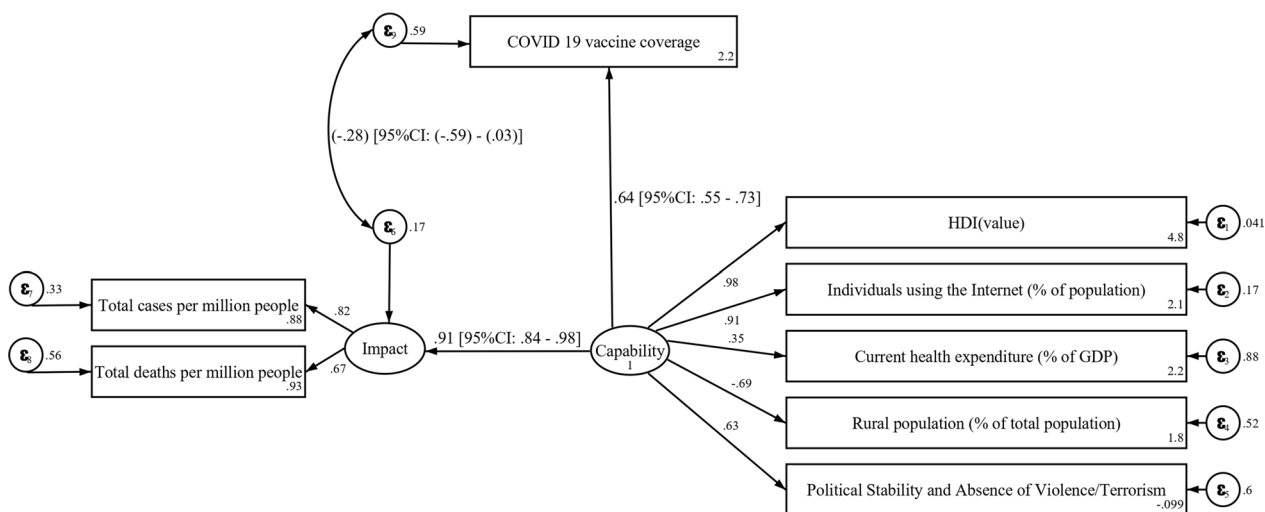 ε9 .59
COVID 19 vaccine coverage
2.2
(-.28) [95%CI: (-.59) - (.03)]
.64 [95%CI: .55 - .73]
ε6 .17
HDI(value)
4.8
ε1 .041
ε7 .33
Total cases per million people
.88
.82
.98
Individuals using the Internet (% of population)
2.1
ε2 .17
.91
.91 [95%CI: .84 - .98]
Impact
Capability
1
.35
Current health expenditure (% of GDP)
2.2
ε3 .88
ε8 .56
Total deaths per million people
.93
.67
-.69
Rural population (% of total population)
1.8
ε4 .52
.63
Political Stability and Absence of Violence/Terrorism
-.099
ε5 .6